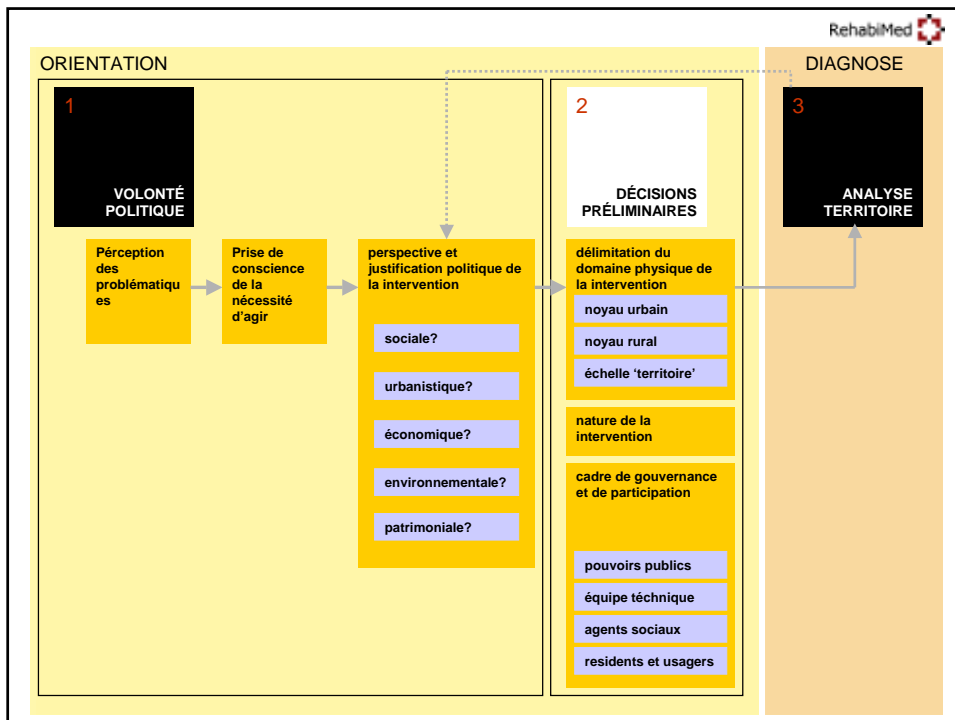 RehabiMed
ORIENTATION
DIAGNOSE
1
VOLONTÉ
POLITIQUE
2
DÉCISIONS
PRÉLIMINAIRES
3
ANALYSE
TERRITOIRE
Pérception
des
problématiqu
es
Prise de
conscience
de la
nécessité
d'agir
perspective et
justification politique de
la intervention
sociale?
urbanistique?
économique?
environnementale?
patrimoniale?
délimitation du
domaine physique de
la intervention
noyau urbain
noyau rural
échelle ‘territoire’
nature de la
intervention
cadre de gouvernance
et de participation
pouvoirs publics
équipe téchnique
agents sociaux
residents et usagers